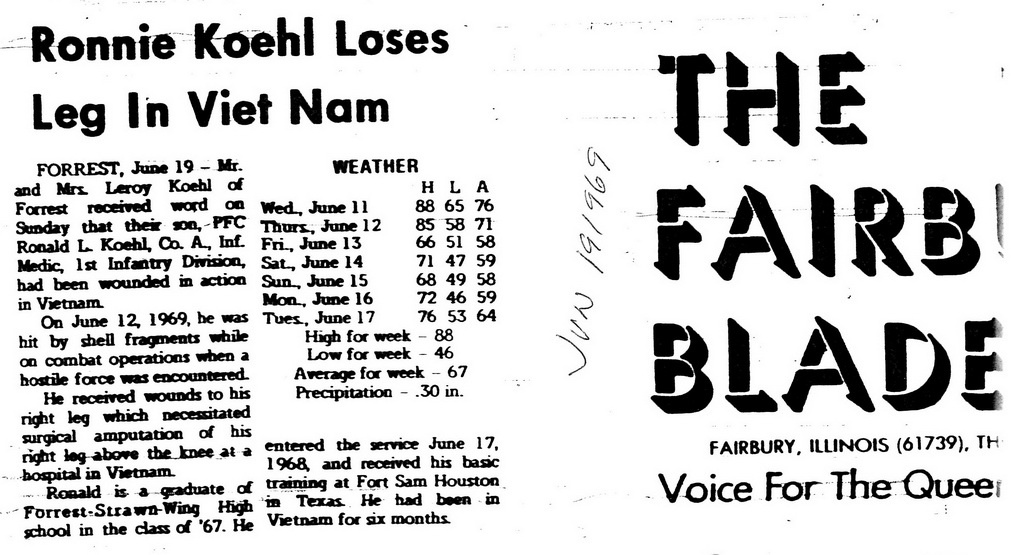 Ronnie Koehl Loses
Leg In Viet Nam
FORREST, June 19 – Mr.
and Mrs. Leroy Koehl of
Forrest received word on
Sunday that their son, PFC
Ronald L. Koehl, Co. A., Inf.
Medic, 1st Infantry Division,
had been wounded in action
in Vietnam.
On June 12, 1969, he was
hit by shell fragments while
on combat operations when a
hostile force was encountered.
He received wounds to his
right leg which necessitated
surgical amputation of his
right leg above the knee at a
hospital in Vietnam.
Ronald is a graduate of
Forrest-Strawn-Wing High
school in the class of '67. He
WEATHER
H L A
Wed., June 11 88 65 76
Thurs., June 12 85 58 71
Fri., June 13 66 51 58
Sat., June 14 71 47 59
Sun., June 15 68 49 58
Mon., June 16 72 46 59
Tues., June 17 76 53 64
High for week – 88
Low for week – 46
Average for week – 67
Precipitation – .30 in.
entered the service June 17,
1968, and received his basic
training at Fort Sam Houston
in Texas. He had been in
Vietnam for six months.
JUN 19 1969
THE
FAIRB
BLADE
FAIRBURY, ILLINOIS (61739), TH
Voice For The Quee